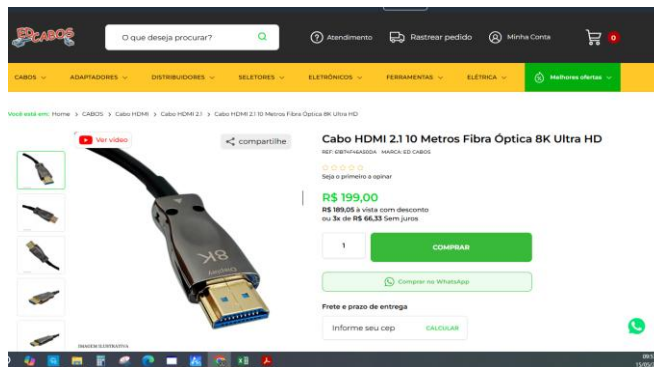 EDCABOS
O que deseja procurar?
Atendimento
Rastrear pedido
Minha Conta
0
CABOS
ADAPTADORES
DISTRIBUIDORES
SELETORES
ELETRÔNICOS
FERRAMENTAS
ELÉTRICA
Melhores ofertas
Você está em: Home > CABOS > Cabo HDMI > Cabo HDMI 2.1 > Cabo HDMI 2.1 10 Metros Fibra Óptica 8K Ultra HD
Ver vídeo
compartilhe
8K
Display
IMAGEM ILUSTRATIVA
Cabo HDMI 2.1 10 Metros Fibra Óptica 8K Ultra HD
MARCA: ED CABOS
Seja o primeiro a opinar
R$ 199,00
R$ 189,05 à vista com desconto
ou 3x de R$ 66,33 Sem juros
1
COMPRAR
Comprar no WhatsApp
Frete e prazo de entrega
Informe seu cep
CALCULAR